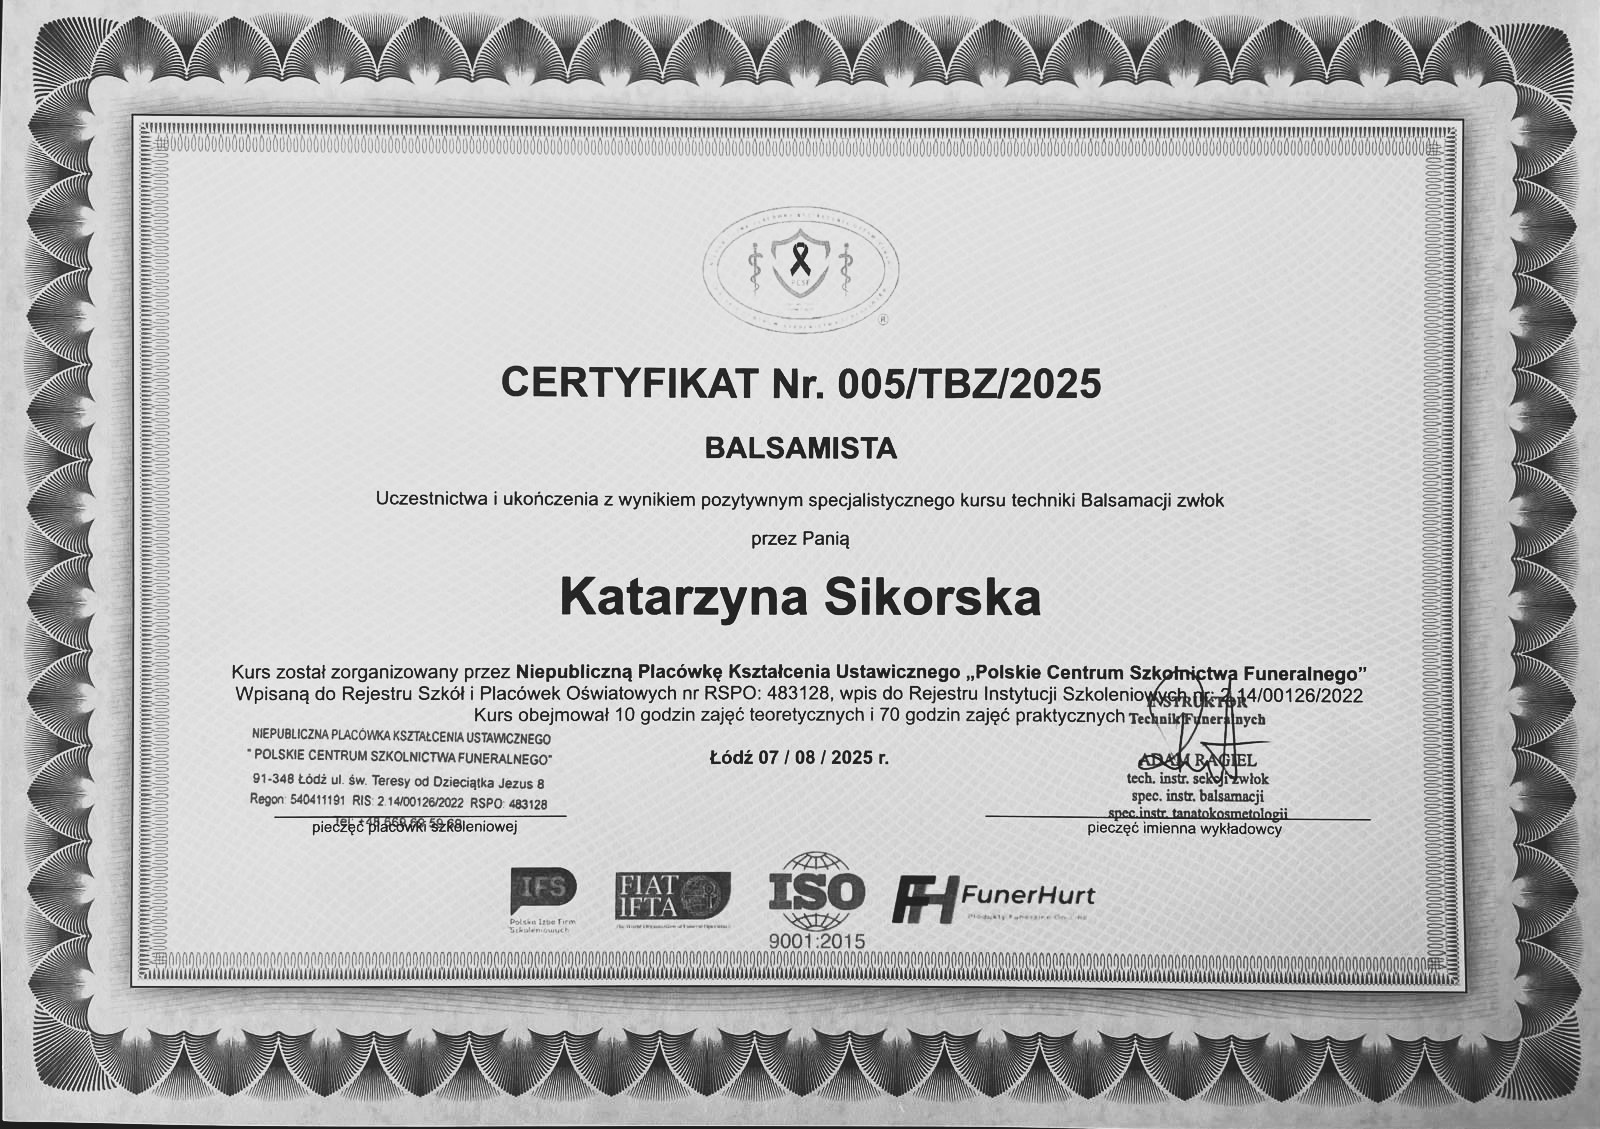 PCSF
®
CERTYFIKAT Nr. 005/TBZ/2025
BALSAMISTA
Uczestnictwa i ukończenia z wynikiem pozytywnym specjalistycznego kursu techniki Balsamacji zwłok
przez Panią
Katarzyna Sikorska
Kurs został zorganizowany przez Niepubliczną Placówkę Kształcenia Ustawicznego „Polskie Centrum Szkolnictwa Funeralnego”
Wpisaną do Rejestru Szkół i Placówek Oświatowych nr RSPO: 483128, wpis do Rejestru Instytucji Szkoleniowych nr: 2.14/00126/2022
Kurs obejmował 10 godzin zajęć teoretycznych i 70 godzin zajęć praktycznych
NIEPUBLICZNA PLACÓWKA KSZTAŁCENIA USTAWICZNEGO
" POLSKIE CENTRUM SZKOLNICTWA FUNERALNEGO"
91-348 Łódź ul. św. Teresy od Dzieciątka Jezus 8
Regon: 540411191 RIS: 2.14/00126/2022 RSPO: 483128
pieczęć placówki szkoleniowej
Łódź 07 / 08 / 2025 r.
INSTRUKTOR
Technik Funeralnych
ADAM RAGIEL
tech. instr. sekcji zwłok
spec. instr. balsamacji
spec.instr. tanatokosmetologii
pieczęć imienna wykładowcy
IFS
Polska Izba Firm
Szkoleniowych
FIAT
IFTA
ISO
9001:2015
FH FunerHurt